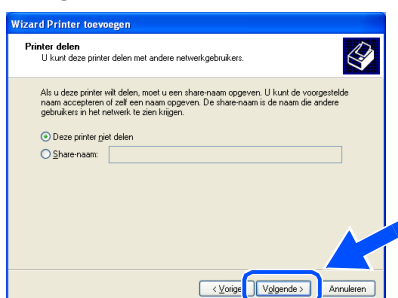 Wizard Printer toevoegen
Printer delen
U kunt deze printer delen met andere netwerkgebruikers.
Als u deze printer wilt delen, moet u een share-naam opgeven. U kunt de voorgestelde
naam accepteren of zelf een naam opgeven. De share-naam is de naam die andere
gebruikers in het netwerk te zien krijgen.
Deze printer niet delen
Share-naam:
< Vorige
Volgende >
Annuleren